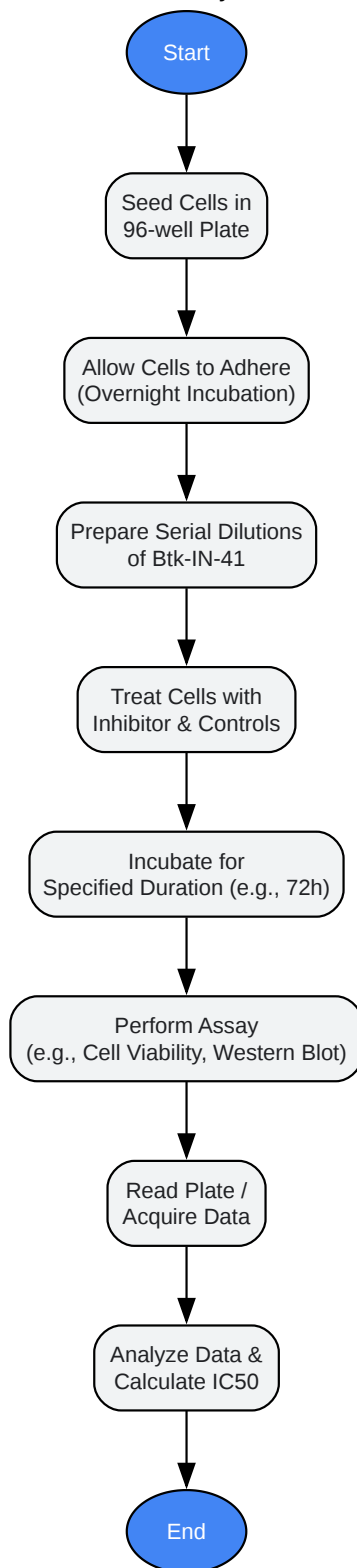 Start
Seed Cells in
96-well Plate
Allow Cells to Adhere
(Overnight Incubation)
Prepare Serial Dilutions
of Btk-IN-41
Treat Cells with
Inhibitor & Controls
Incubate for
Specified Duration (e.g., 72h)
Perform Assay
(e.g., Cell Viability, Western Blot)
Read Plate /
Acquire Data
Analyze Data &
Calculate IC50
End